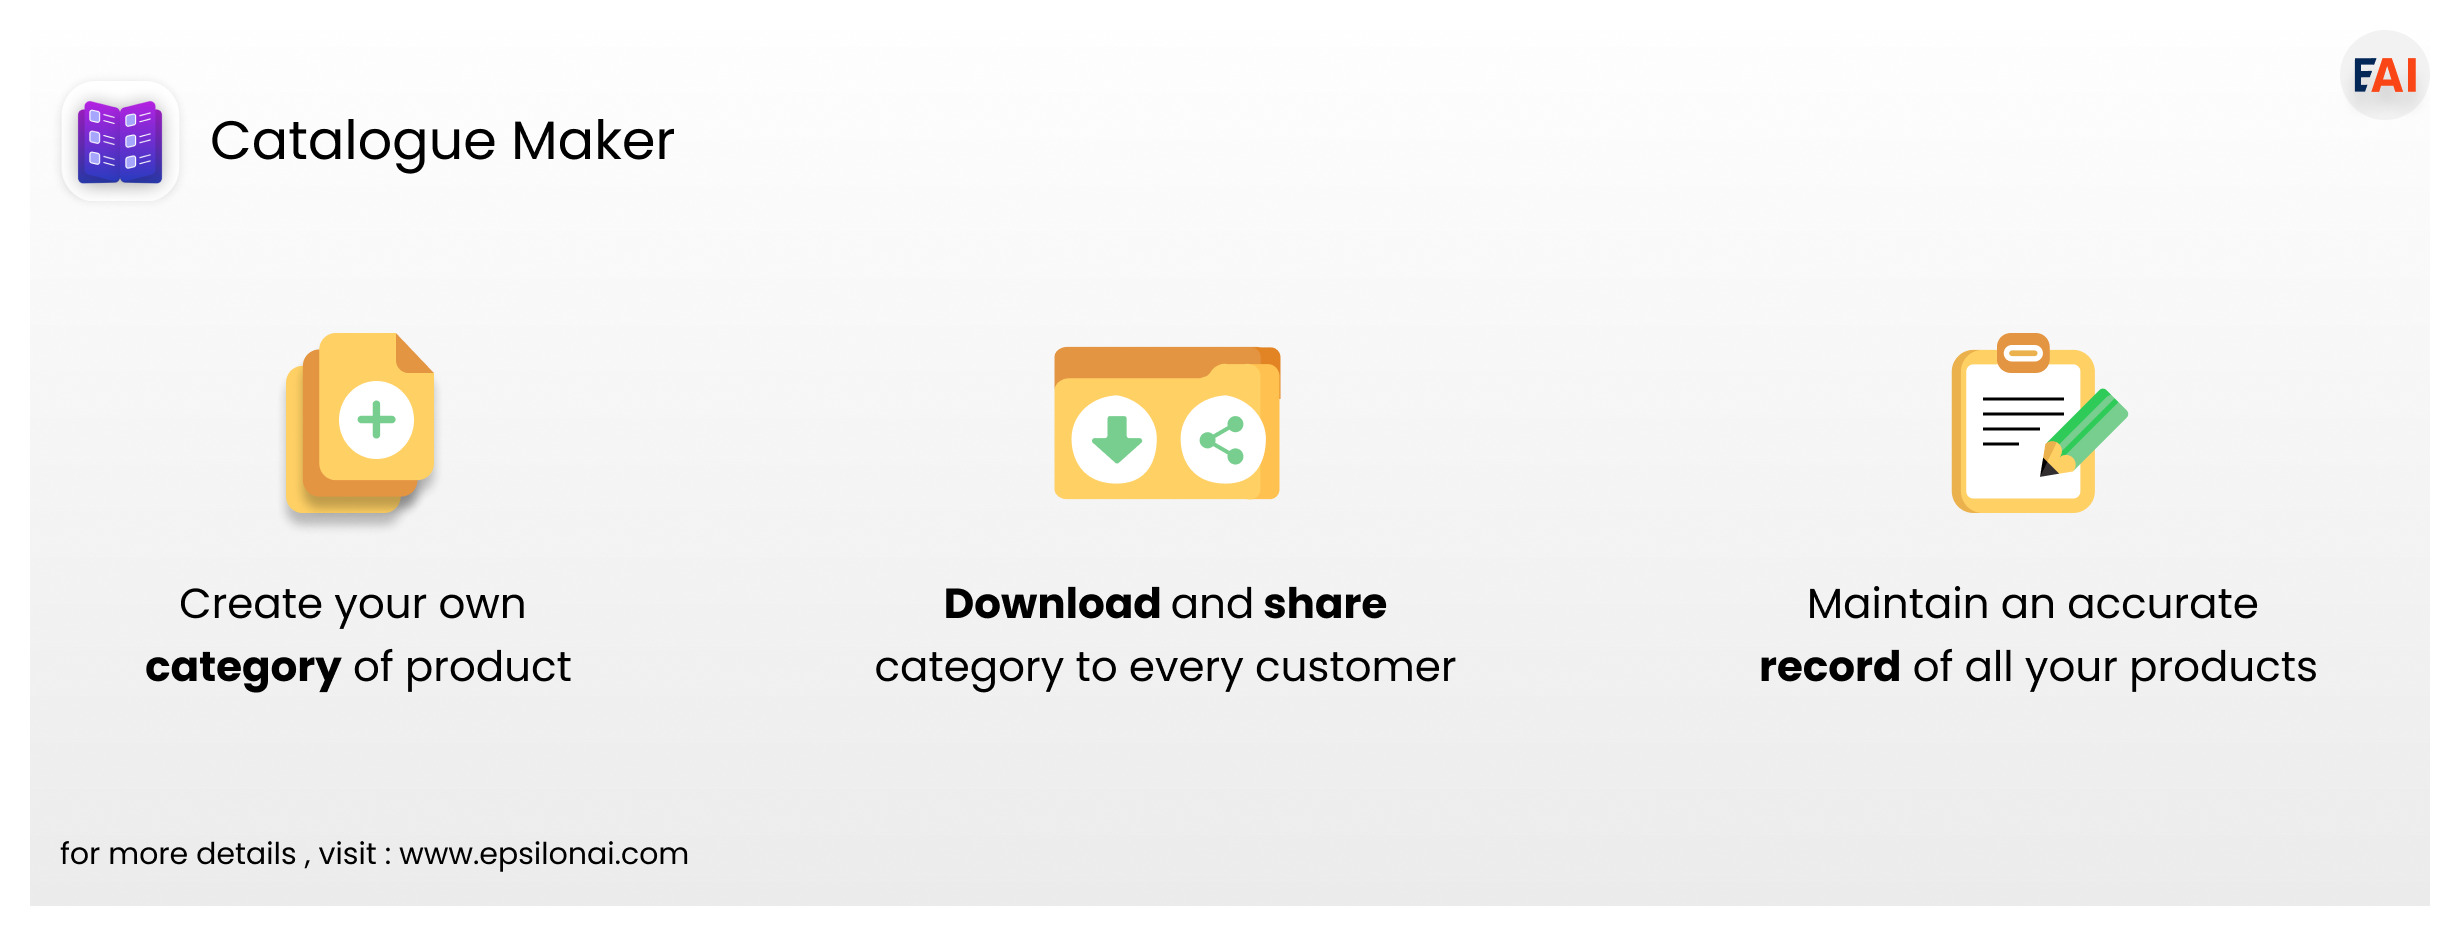 EAI
Catalogue Maker
Create your own
category of product
Download and share
category to every customer
Maintain an accurate
record of all your products
for more details , visit : www.epsilonai.com